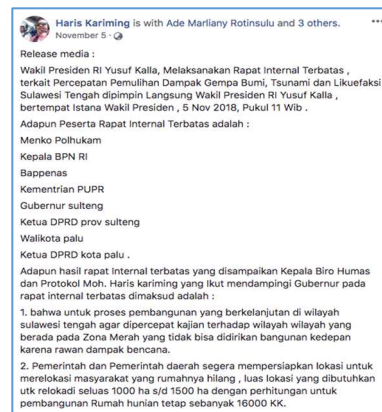 Haris Kariming is with Ade Marliany Rotinsulu and 3 others.
November 5 ·
Release media :
Wakil Presiden RI Yusuf Kalla, Melaksanakan Rapat Internal Terbatas ,
terkait Percepatan Pemulihan Dampak Gempa Bumi, Tsunami dan Likuefaksi
Sulawesi Tengah dipimpin Langsung Wakil Presiden RI Yusuf Kalla ,
bertempat Istana Wakil Presiden , 5 Nov 2018, Pukul 11 Wib .
Adapun Peserta Rapat Internal Terbatas adalah :
Menko Polhukam
Kepala BPN RI
Bappenas
Kementrian PUPR
Gubernur sulteng
Ketua DPRD prov sulteng
Walikota palu
Ketua DPRD kota palu .
Adapun hasil rapat Internal terbatas yang disampaikan Kepala Biro Humas
dan Protokol Moh. Haris kariming yang Ikut mendampingi Gubernur pada
rapat internal terbatas dimaksud adalah :
1. bahwa untuk proses pembangunan yang berkelanjutan di wilayah
sulawesi tengah agar dipercepat kajian terhadap wilayah wilayah yang
berada pada Zona Merah yang tidak bisa didirikan bangunan kedepan
karena rawan dampak bencana.
2. Pemerintah dan Pemerintah daerah segera mempersiapkan lokasi untuk
merelokasi masyarakat yang rumahnya hilang , luas lokasi yang dibutuhkan
utk relokadi seluas 1000 ha s/d 1500 ha dengan perhitungan untuk
pembangunan Rumah hunian tetap sebanyak 16000 KK.